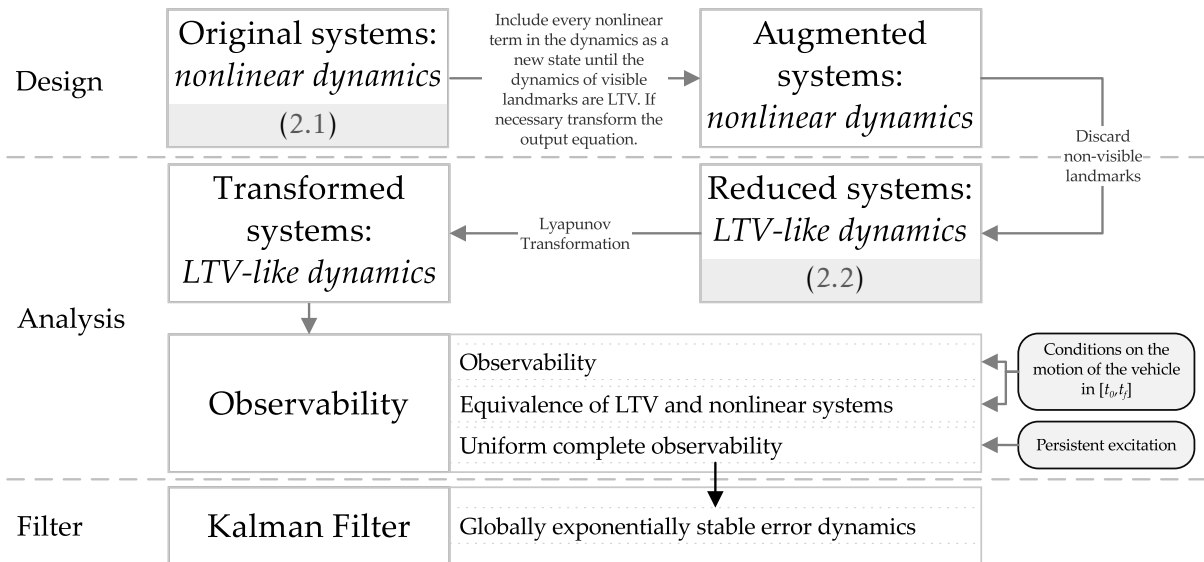 Design
Original systems:
nonlinear dynamics
(2.1)
Include every nonlinear
term in the dynamics as a
new state until the
dynamics of visible
landmarks are LTV. If
necessary transform the
output equation.
Augmented
systems:
nonlinear dynamics
Discard
non-visible
landmarks
Analysis
Transformed
systems:
LTV-like dynamics
Lyapunov
Transformation
Reduced systems:
LTV-like dynamics
(2.2)
Observability
Observability
Equivalence of LTV and nonlinear systems
Uniform complete observability
Conditions on the
motion of the vehicle
in [t₀,t_f]
Persistent excitation
Filter
Kalman Filter
Globally exponentially stable error dynamics